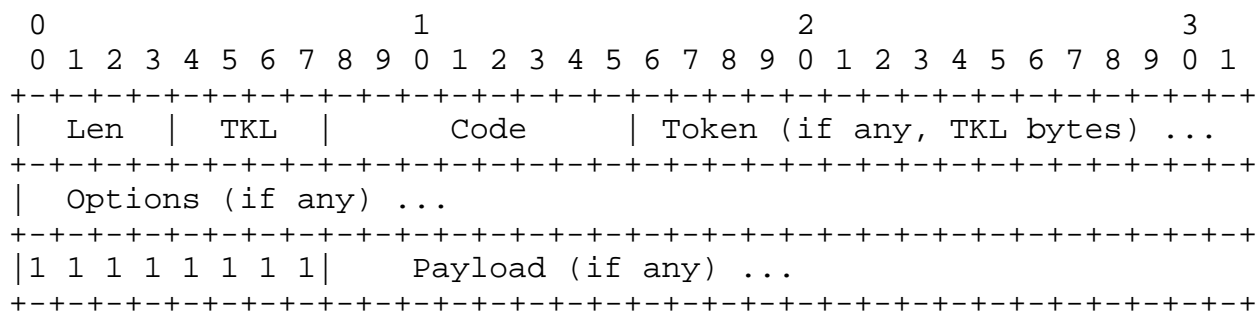 0                   1                   2                   3
 0 1 2 3 4 5 6 7 8 9 0 1 2 3 4 5 6 7 8 9 0 1 2 3 4 5 6 7 8 9 0 1
+-+-+-+-+-+-+-+-+-+-+-+-+-+-+-+-+-+-+-+-+-+-+-+-+-+-+-+-+-+-+-+-+
|  Len  |  TKL  |      Code     | Token (if any, TKL bytes) ...
+-+-+-+-+-+-+-+-+-+-+-+-+-+-+-+-+-+-+-+-+-+-+-+-+-+-+-+-+-+-+-+-+
|  Options (if any) ...
+-+-+-+-+-+-+-+-+-+-+-+-+-+-+-+-+-+-+-+-+-+-+-+-+-+-+-+-+-+-+-+-+
|1 1 1 1 1 1 1 1|    Payload (if any) ...
+-+-+-+-+-+-+-+-+-+-+-+-+-+-+-+-+-+-+-+-+-+-+-+-+-+-+-+-+-+-+-+-+